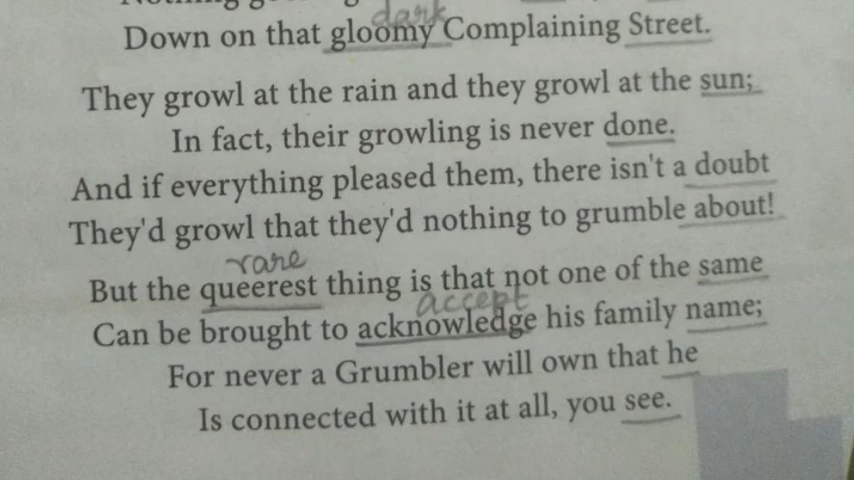 dark
Down on that gloomy Complaining Street.
They growl at the rain and they growl at the sun;
In fact, their growling is never done.
And if everything pleased them, there isn't a doubt
They'd growl that they'd nothing to grumble about!
rare
But the queerest thing is that not one of the same
accept
Can be brought to acknowledge his family name;
For never a Grumbler will own that he
Is connected with it at all, you see.